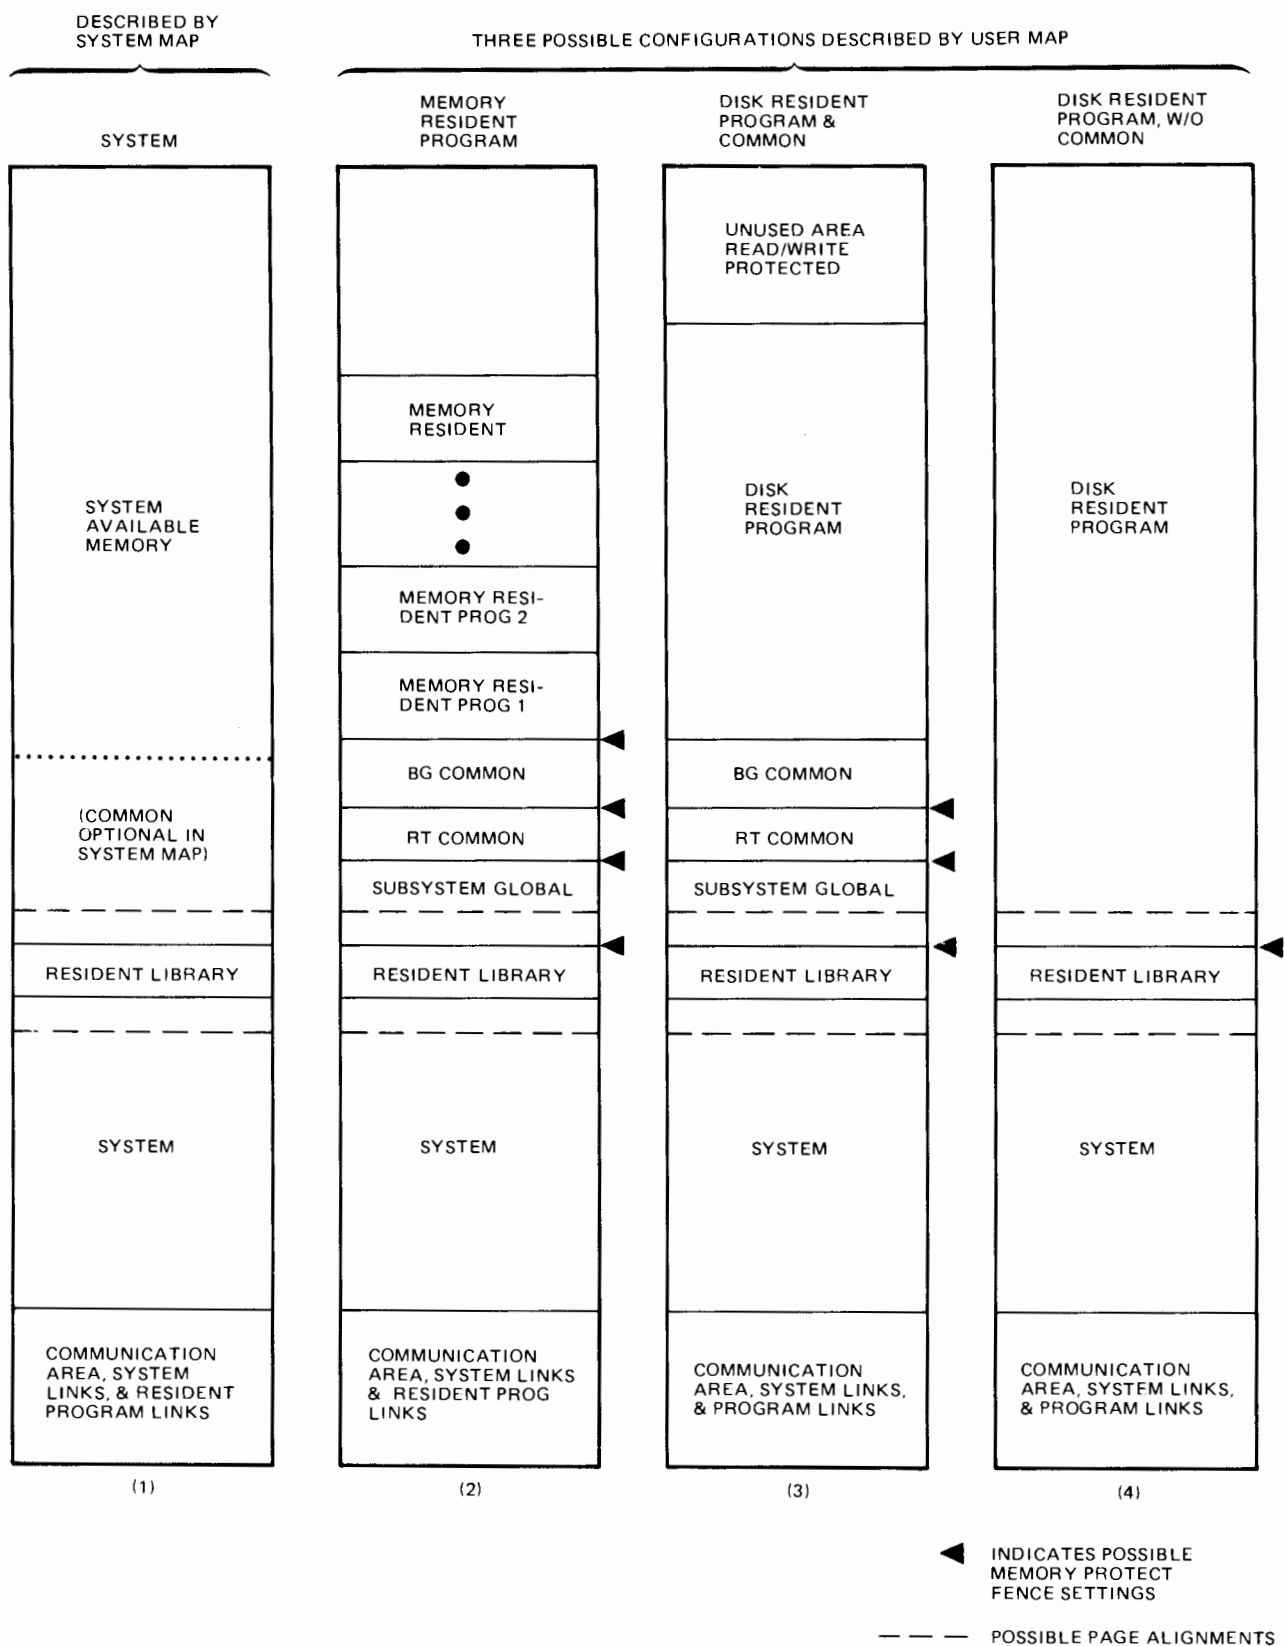 DESCRIBED BY
SYSTEM MAP
THREE POSSIBLE CONFIGURATIONS DESCRIBED BY USER MAP
SYSTEM
MEMORY
RESIDENT
PROGRAM
DISK RESIDENT
PROGRAM &
COMMON
DISK RESIDENT
PROGRAM, W/O
COMMON
SYSTEM
AVAILABLE
MEMORY
(COMMON
OPTIONAL IN
SYSTEM MAP)
RESIDENT LIBRARY
SYSTEM
COMMUNICATION
AREA, SYSTEM
LINKS, & RESIDENT
PROGRAM LINKS
(1)
MEMORY
RESIDENT
MEMORY RESI-
DENT PROG 2
MEMORY RESI-
DENT PROG 1
BG COMMON
RT COMMON
SUBSYSTEM GLOBAL
RESIDENT LIBRARY
SYSTEM
COMMUNICATION
AREA, SYSTEM LINKS
& RESIDENT PROG
LINKS
(2)
UNUSED AREA
READ/WRITE
PROTECTED
DISK
RESIDENT
PROGRAM
BG COMMON
RT COMMON
SUBSYSTEM GLOBAL
RESIDENT LIBRARY
SYSTEM
COMMUNICATION
AREA, SYSTEM LINKS,
& PROGRAM LINKS
(3)
DISK
RESIDENT
PROGRAM
RESIDENT LIBRARY
SYSTEM
COMMUNICATION
AREA, SYSTEM LINKS,
& PROGRAM LINKS
(4)
INDICATES POSSIBLE
MEMORY PROTECT
FENCE SETTINGS
POSSIBLE PAGE ALIGNMENTS